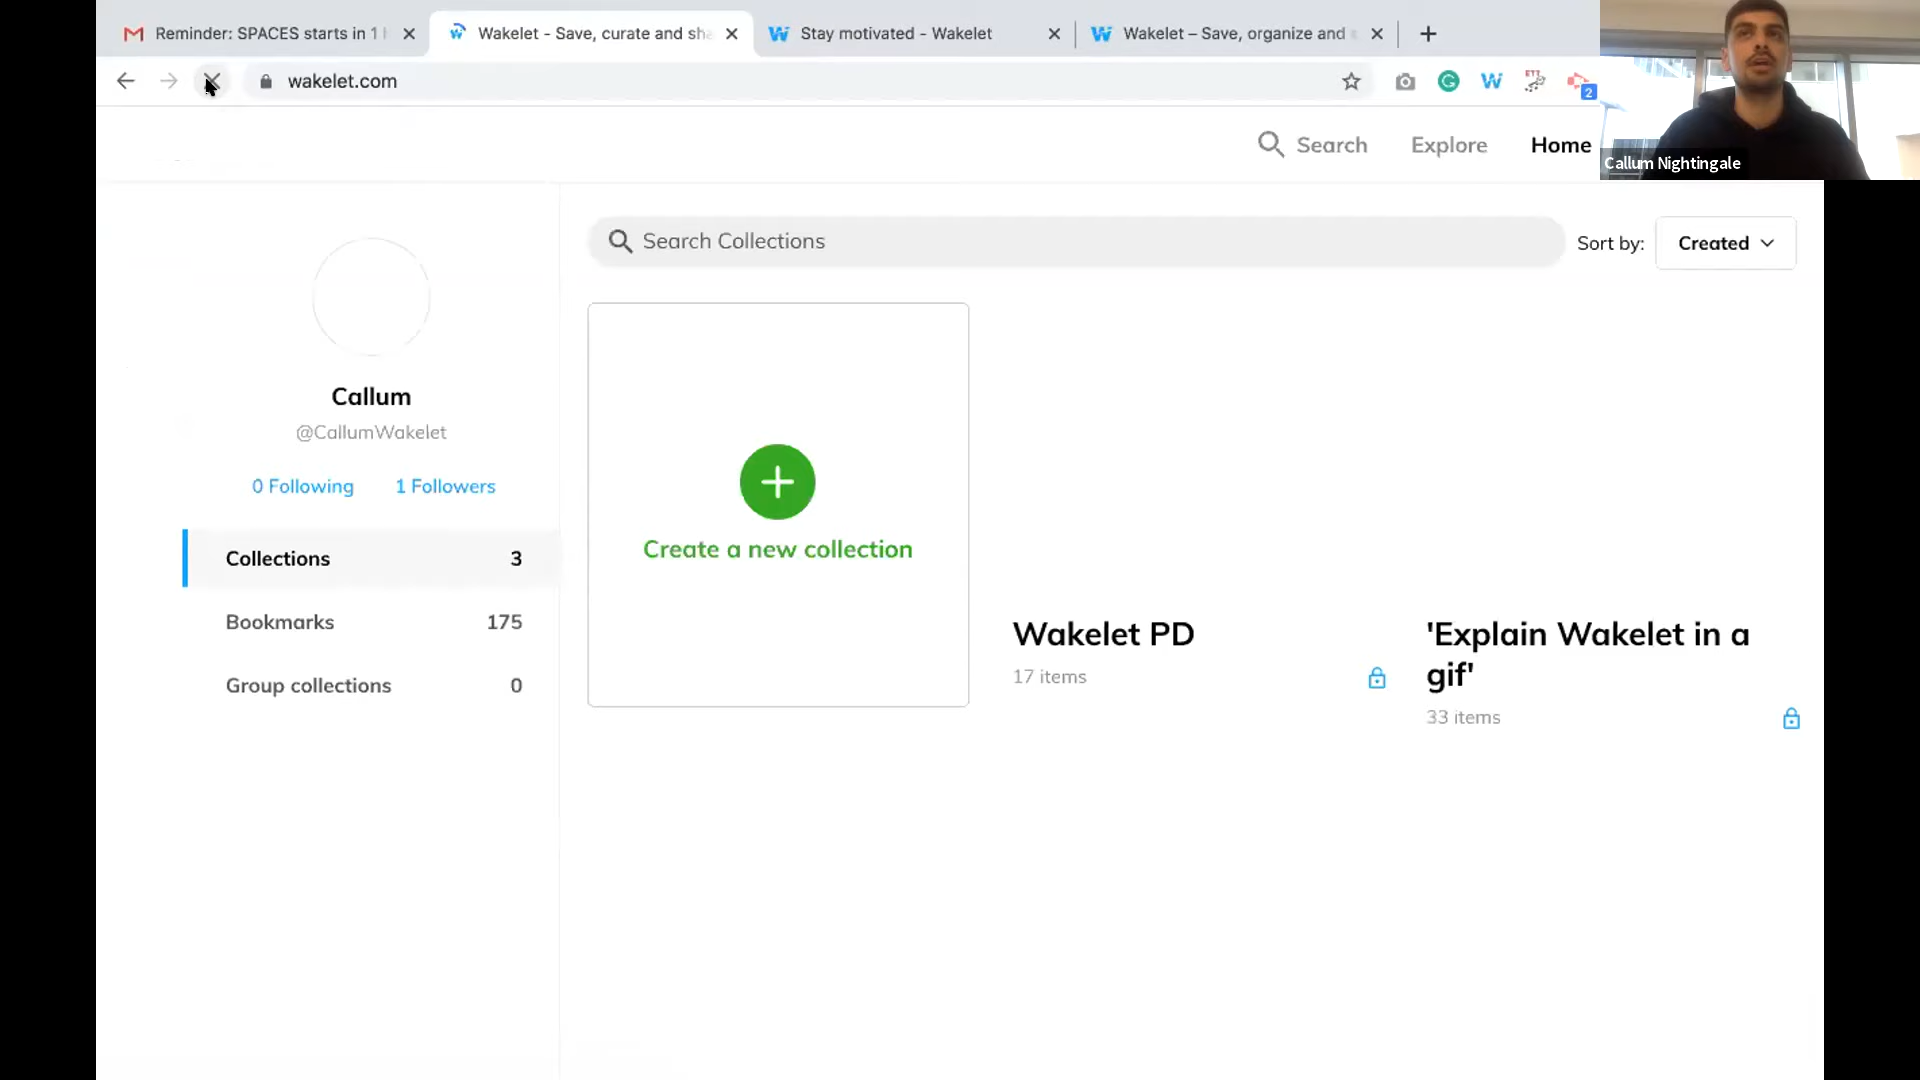 Reminder: SPACES starts in 1
Wakelet - Save, curate and sha
Stay motivated - Wakelet
Wakelet – Save, organize and
wakelet.com
2
Search
Explore
Home
Callum Nightingale
Search Collections
Sort by:
Created
Callum
@CallumWakelet
0 Following
1 Followers
Collections
3
Bookmarks
175
Group collections
0
Create a new collection
Wakelet PD
17 items
'Explain Wakelet in a
gif'
33 items